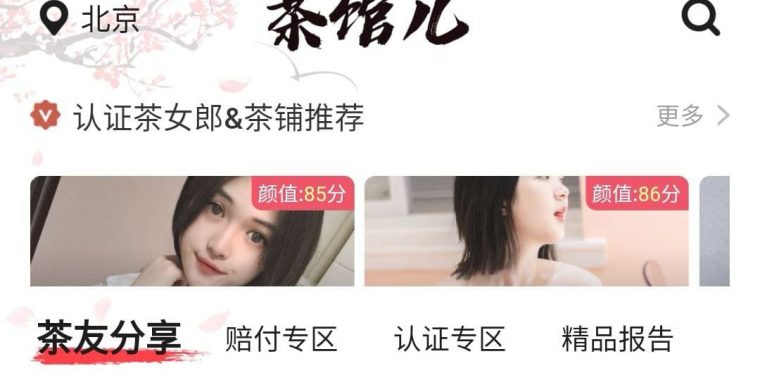 北京
茶馆儿
认证茶女郎&茶铺推荐
更多
颜值:85分
颜值:86分
茶友分享
赔付专区
认证专区
精品报告